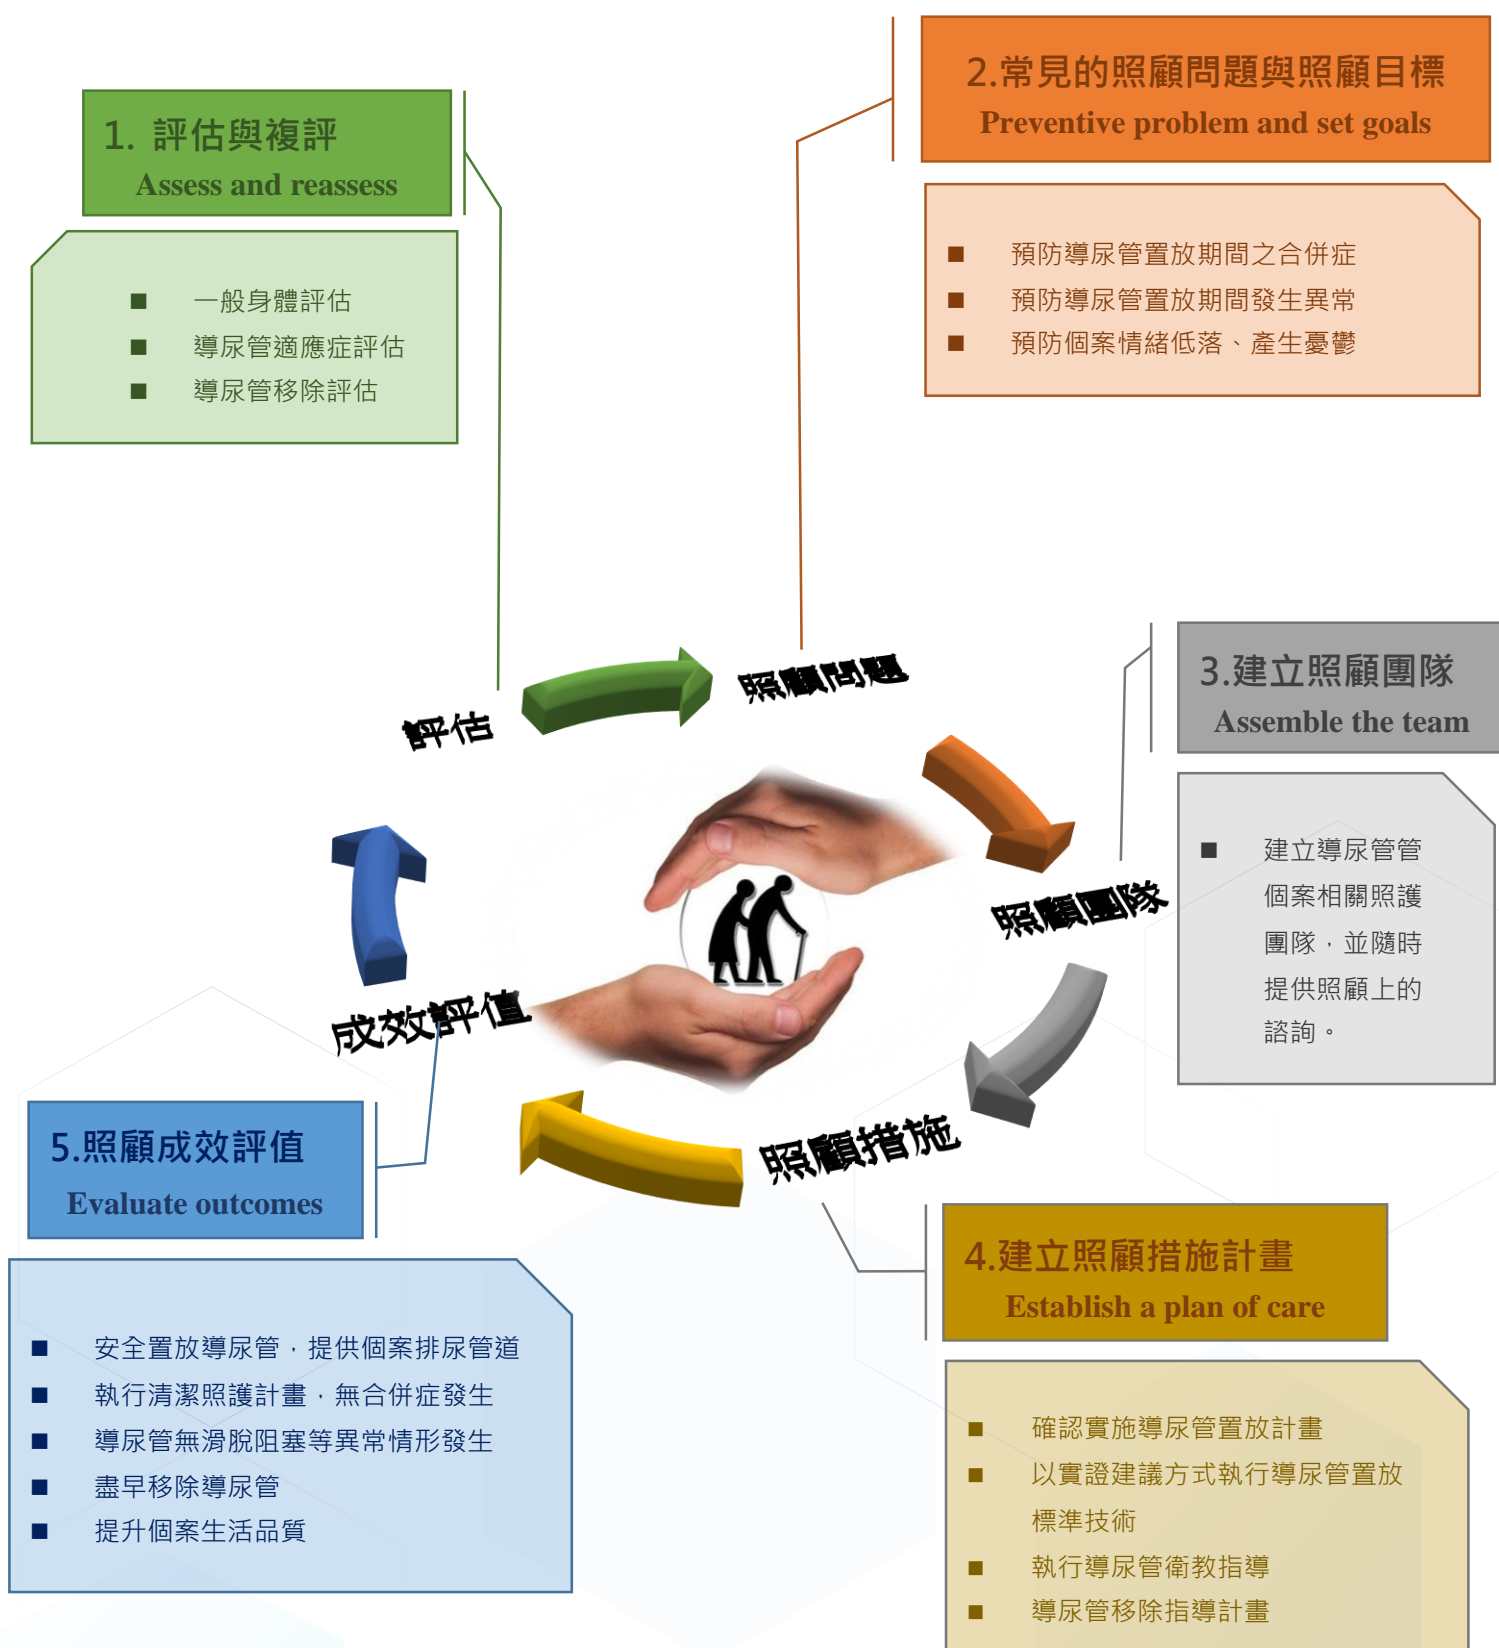 1. 評估與複評
Assess and reassess
■ 一般身體評估
■ 導尿管適應症評估
■ 導尿管移除評估
2.常見的照顧問題與照顧目標
Preventive problem and set goals
■ 預防導尿管置放期間之合併症
■ 預防導尿管置放期間發生異常
■ 預防個案情緒低落、產生憂鬱
評估
照顧問題
照顧團隊
照顧措施
成效評值
3.建立照顧團隊
Assemble the team
■ 建立導尿管管
個案相關照護
團隊，並隨時
提供照顧上的
諮詢。
4.建立照顧措施計畫
Establish a plan of care
■ 確認實施導尿管置放計畫
■ 以實證建議方式執行導尿管置放
標準技術
■ 執行導尿管衛教指導
■ 導尿管移除指導計畫
5.照顧成效評值
Evaluate outcomes
■ 安全置放導尿管，提供個案排尿管道
■ 執行清潔照護計畫，無合併症發生
■ 導尿管無滑脫阻塞等異常情形發生
■ 盡早移除導尿管
■ 提升個案生活品質